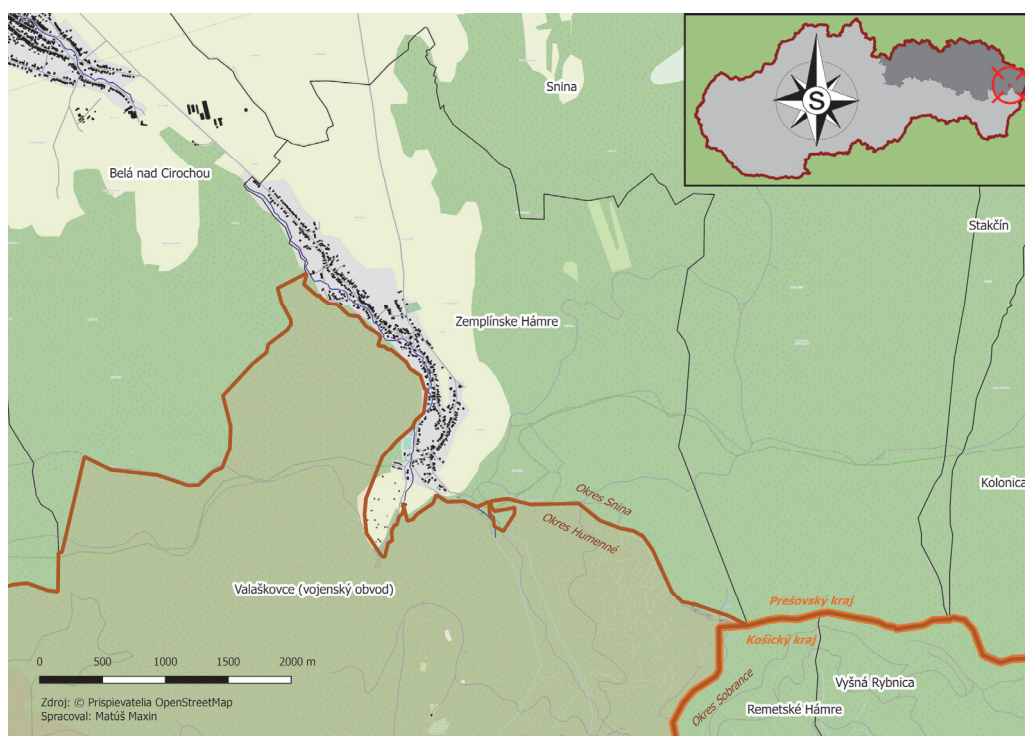 Snina
S
Belá nad Cirochou
Stakčín
Zemplínske Hámre
Kolonica
Okres Snina
Okres Humenné
Valaškovce (vojenský obvod)
Prešovský kraj
Košický kraj
0 500 1000 1500 2000 m
Vyšná Rybnica
Okres Sobrance
Remetské Hámre
Zdroj: © Prispievatelia OpenStreetMap
Spracoval: Matúš Maxin